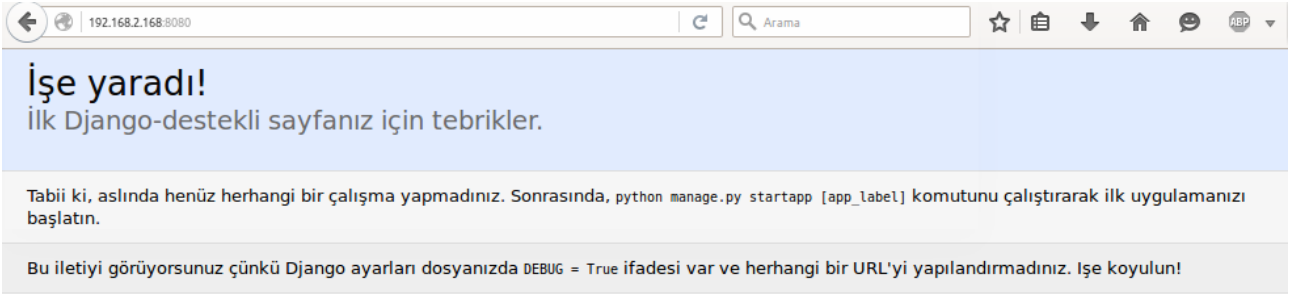 192.168.2.168:8080
Arama
ABP
İşe yaradı!
İlk Django-destekli sayfanız için tebrikler.
Tabii ki, aslında henüz herhangi bir çalışma yapmadınız. Sonrasında, python manage.py startapp [app_label] komutunu çalıştırarak ilk uygulamanızı
başlatın.
Bu iletiyi görüyorsunuz çünkü Django ayarları dosyanızda DEBUG = True ifadesi var ve herhangi bir URL'yi yapılandırmadınız. Işe koyulun!